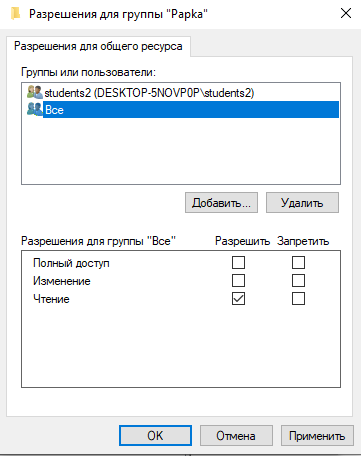 Разрешения для группы "Papka"
Разрешения для общего ресурса
Группы или пользователи:
students2 (DESKTOP-5NOVP0P\students2)
Все
Добавить... Удалить
Разрешения для группы "Все" Разрешить Запретить
Полный доступ
Изменение
Чтение
OK Отмена Применить